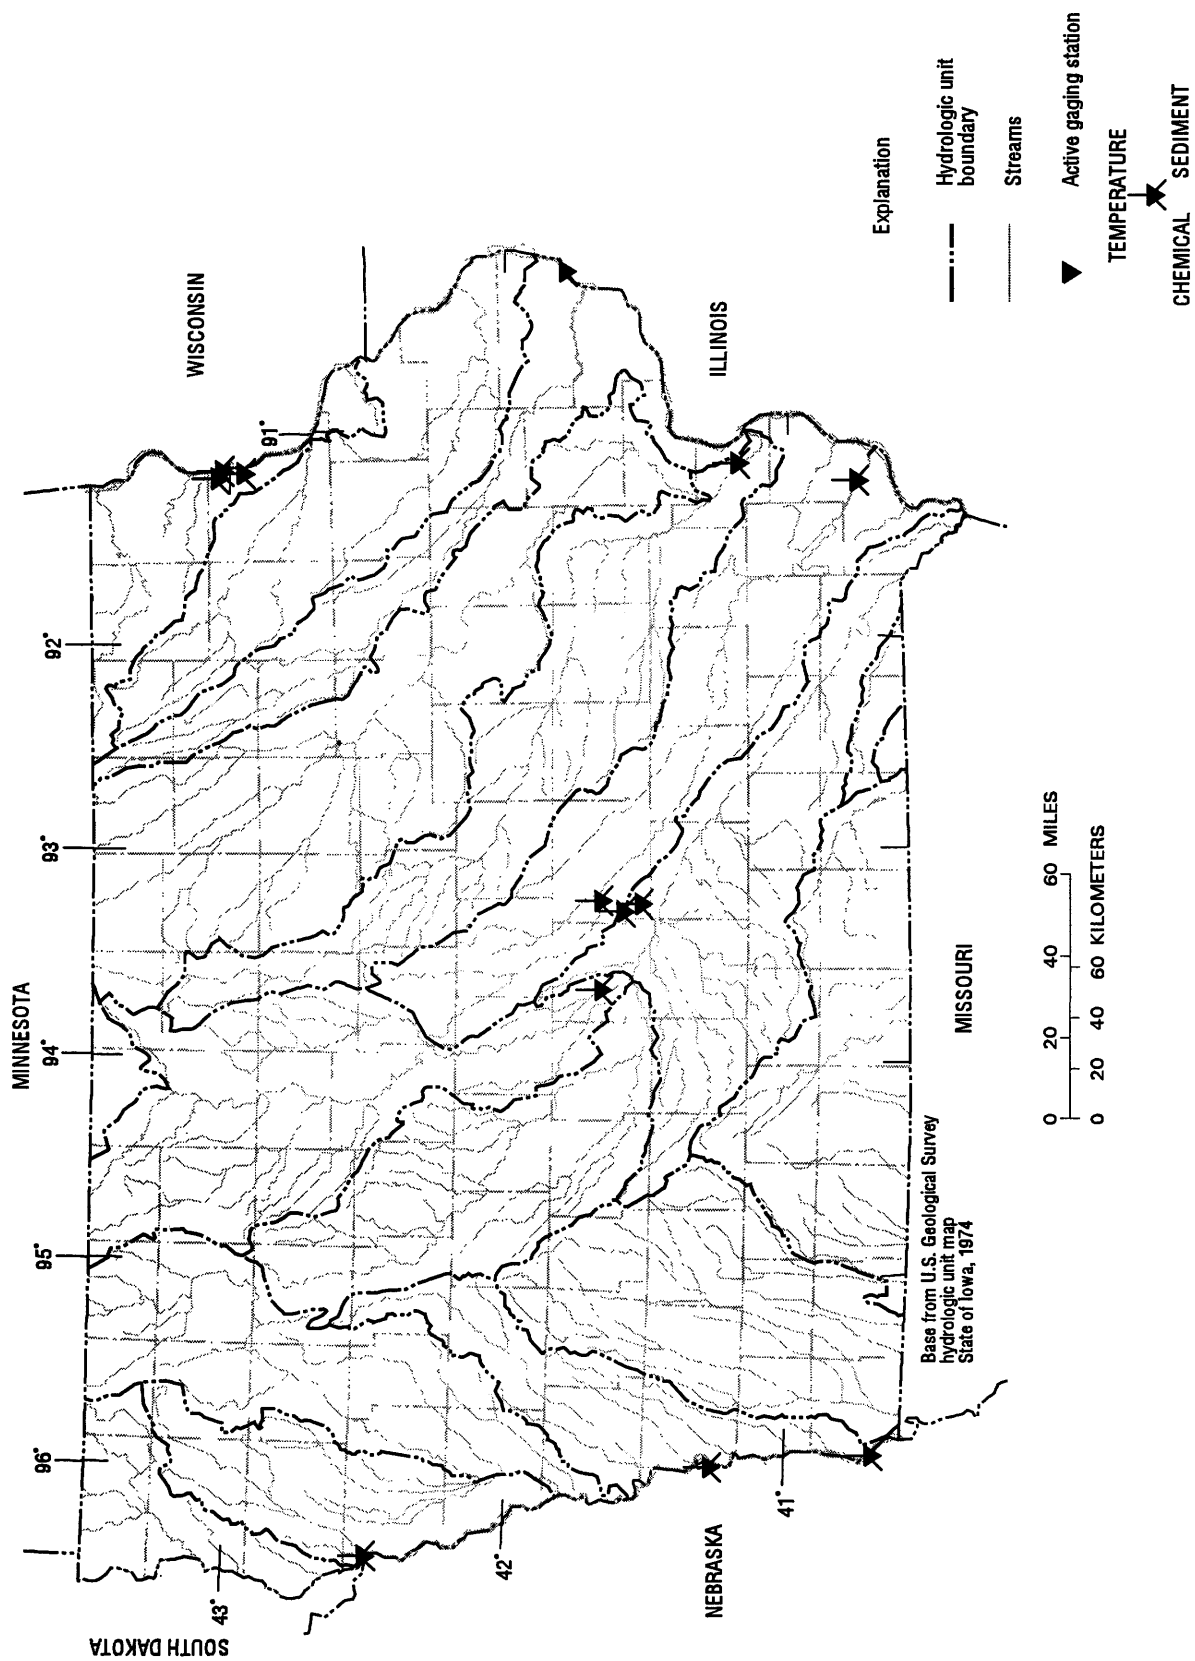 SOUTH DAKOTA
MINNESOTA
WISCONSIN
96°
95°
94°
93°
92°
91°
43°
42°
41°
NEBRASKA
ILLINOIS
MISSOURI
Base from U.S. Geological Survey
hydrologic unit map
State of Iowa, 1974
0 20 40 60 MILES
0 20 40 60 KILOMETERS
Explanation
Hydrologic unit
boundary
Streams
Active gaging station
TEMPERATURE
CHEMICAL SEDIMENT